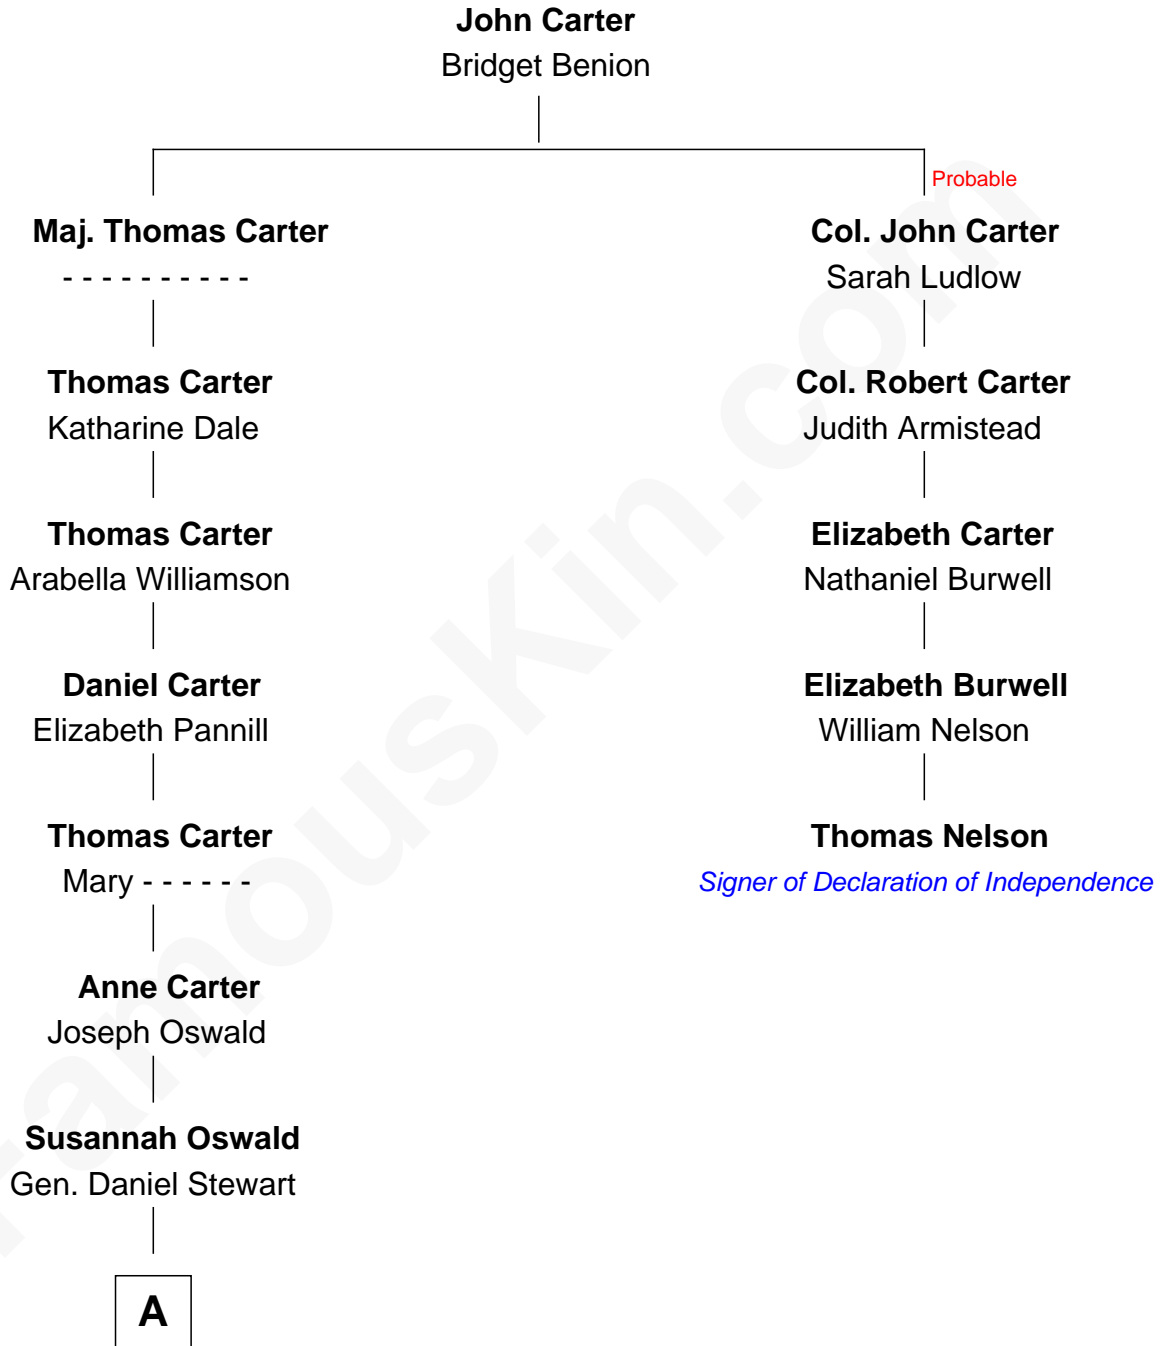 John Carter
Bridget Benion
Probable
Maj. Thomas Carter
- - - - - - - - - -
Col. John Carter
Sarah Ludlow
Thomas Carter
Katharine Dale
Col. Robert Carter
Judith Armistead
Thomas Carter
Arabella Williamson
Elizabeth Carter
Nathaniel Burwell
Daniel Carter
Elizabeth Pannill
Elizabeth Burwell
William Nelson
Thomas Carter
Mary - - - - - -
Thomas Nelson
Signer of Declaration of Independence
Anne Carter
Joseph Oswald
Susannah Oswald
Gen. Daniel Stewart
A
FamousKin.com